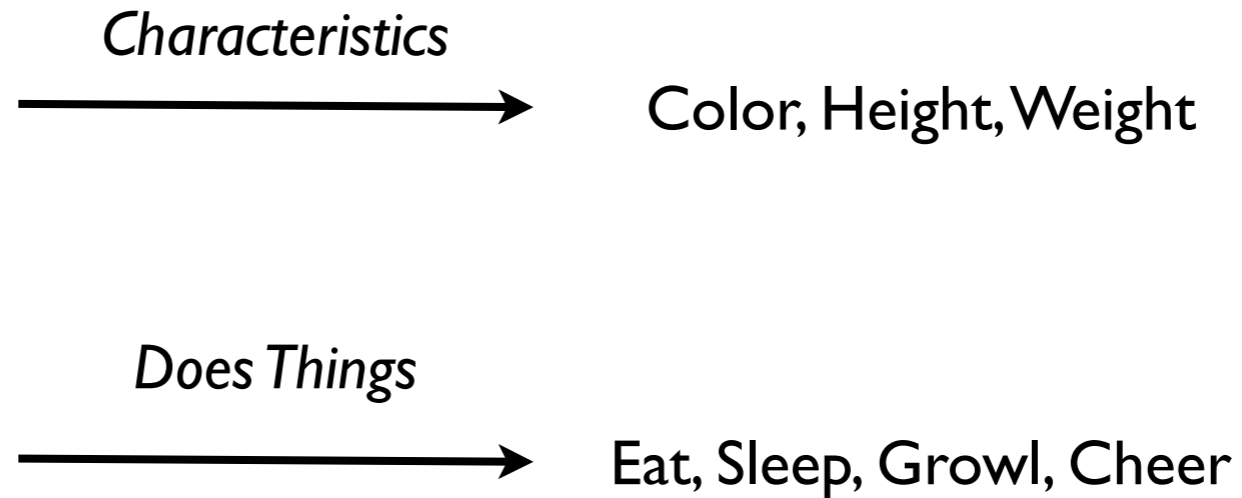 Characteristics
Color, Height, Weight
Does Things
Eat, Sleep, Growl, Cheer